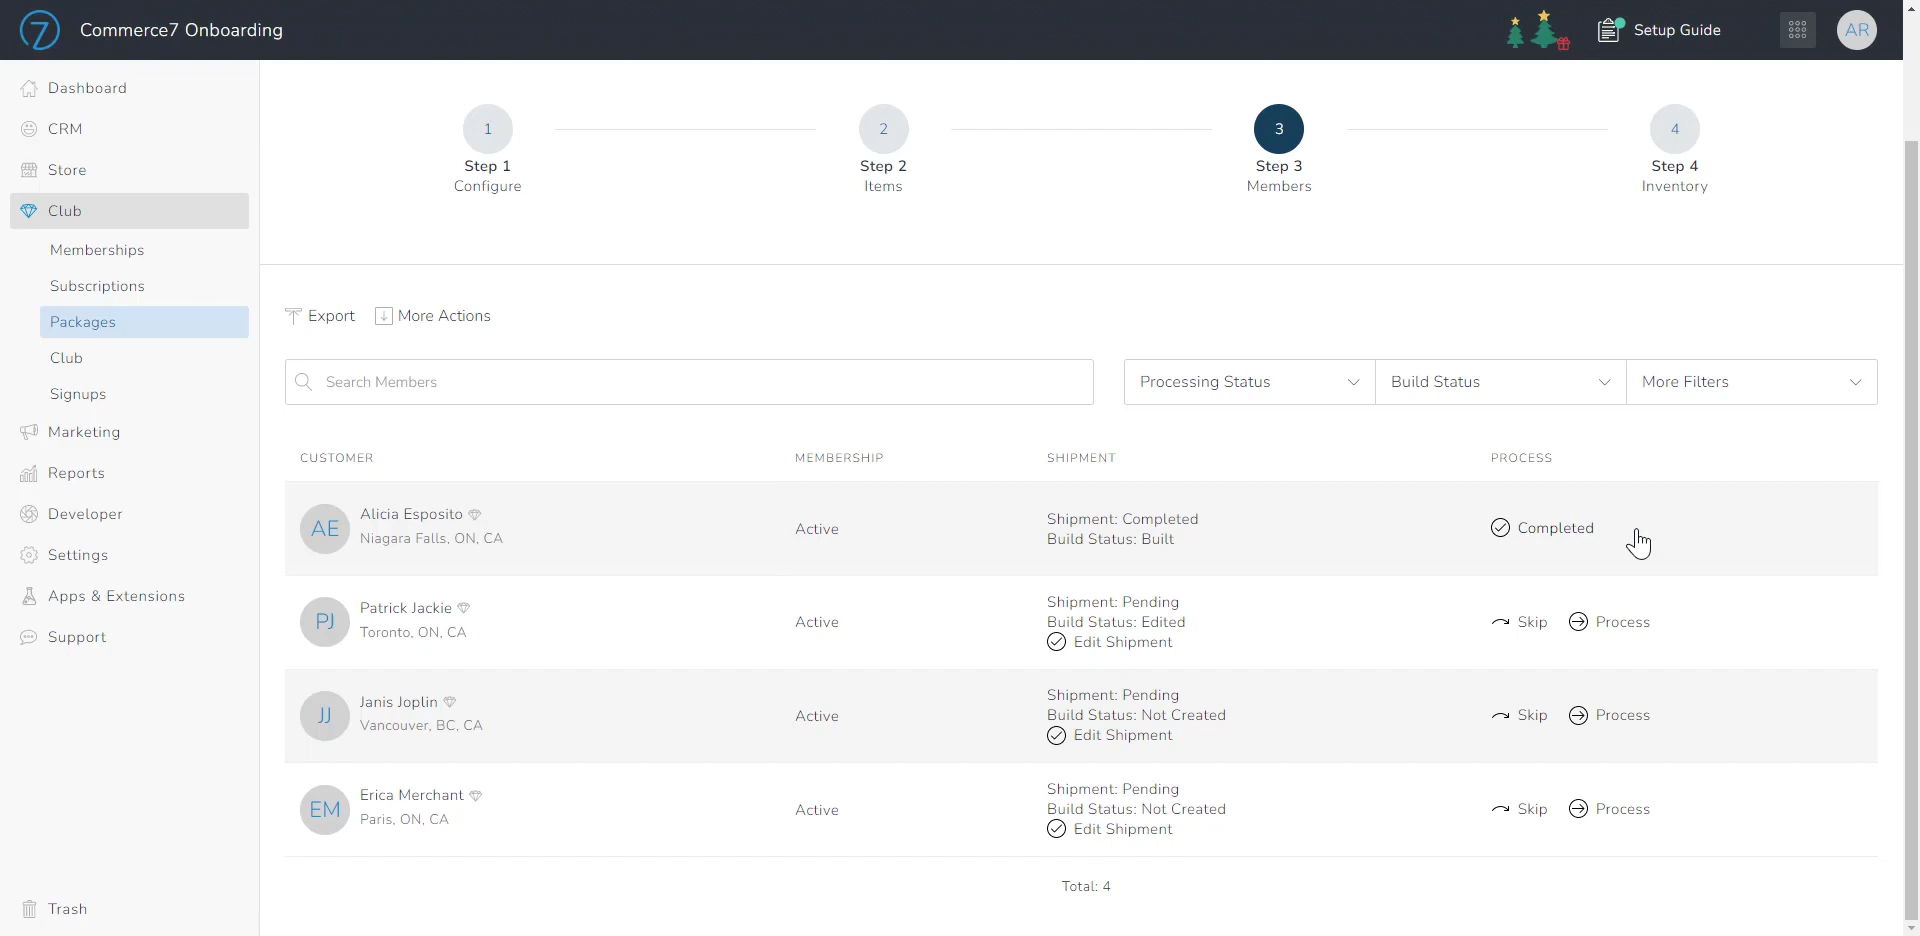 7 Commerce7 Onboarding
Setup Guide
AR
Dashboard
CRM
Store
Club
Memberships
Subscriptions
Packages
Club
Signups
Marketing
Reports
Developer
Settings
Apps & Extensions
Support
Trash
1
Step 1
Configure
2
Step 2
Items
3
Step 3
Members
4
Step 4
Inventory
Export More Actions
Search Members
Processing Status
Build Status
More Filters
CUSTOMER MEMBERSHIP SHIPMENT PROCESS
AE
Alicia Esposito
Niagara Falls, ON, CA
Active
Shipment: Completed
Build Status: Built
Completed
PJ
Patrick Jackie
Toronto, ON, CA
Active
Shipment: Pending
Build Status: Edited
Edit Shipment
Skip Process
JJ
Janis Joplin
Vancouver, BC, CA
Active
Shipment: Pending
Build Status: Not Created
Edit Shipment
Skip Process
EM
Erica Merchant
Paris, ON, CA
Active
Shipment: Pending
Build Status: Not Created
Edit Shipment
Skip Process
Total: 4